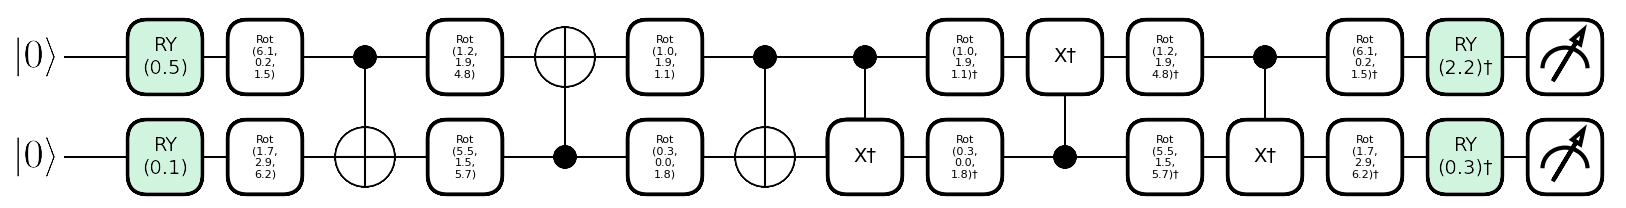 |0⟩ RY (0.5) Rot (6.1, 0.2, 1.5) Rot (1.2, 1.9, 4.8) Rot (1.0, 1.9, 1.1) Rot (1.0, 1.9, 1.1)† X† Rot (1.2, 1.9, 4.8)† Rot (6.1, 0.2, 1.5)† RY (2.2)†
|0⟩ RY (0.1) Rot (1.7, 2.9, 6.2) Rot (5.5, 1.5, 5.7) Rot (0.3, 0.0, 1.8) X† Rot (0.3, 0.0, 1.8)† Rot (5.5, 1.5, 5.7)† X† Rot (1.7, 2.9, 6.2)† RY (0.3)†